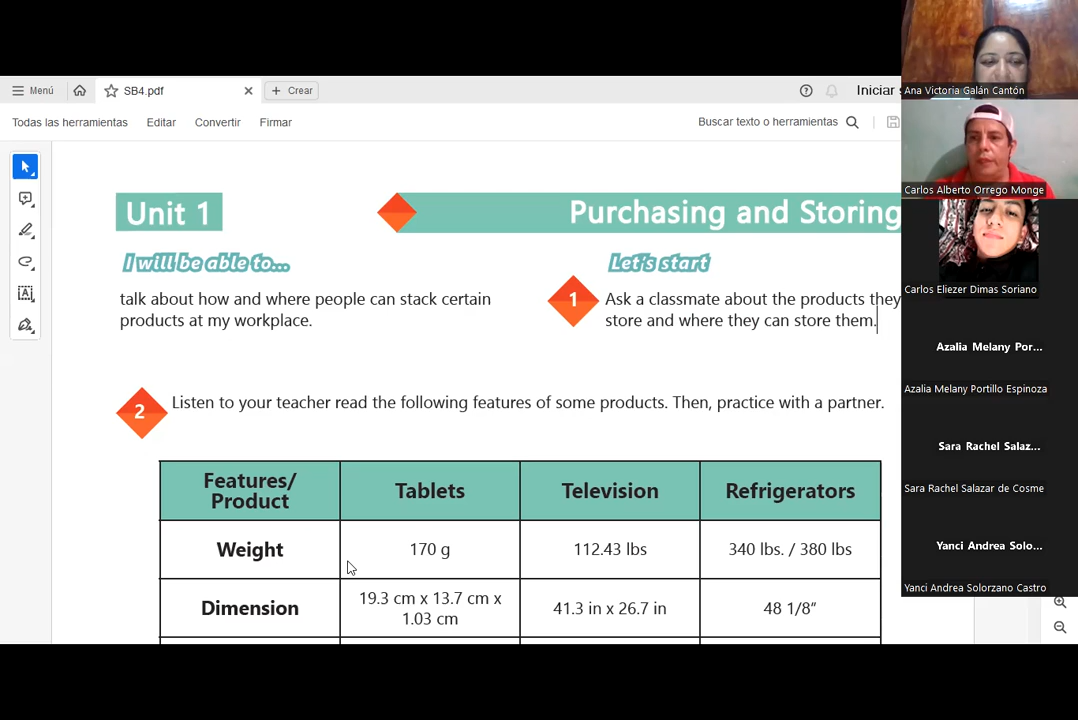 Menú
SB4.pdf
Crear
Iniciar
Todas las herramientas
Editar
Convertir
Firmar
Buscar texto o herramientas
Unit 1
Purchasing and Storing
I will be able to...
talk about how and where people can stack certain
products at my workplace.
Let's start
1
Ask a classmate about the products they
store and where they can store them.
2
Listen to your teacher read the following features of some products. Then, practice with a partner.
Features/
Product
Tablets
Television
Refrigerators
Weight
170 g
112.43 lbs
340 lbs. / 380 lbs
Dimension
19.3 cm x 13.7 cm x
1.03 cm
41.3 in x 26.7 in
48 1/8"
Ana Victoria Galán Cantón
Carlos Alberto Orrego Monge
Carlos Eliezer Dimas Soriano
Azalia Melany Por...
Azalia Melany Portillo Espinoza
Sara Rachel Salaz...
Sara Rachel Salazar de Cosme
Yanci Andrea Solo...
Yanci Andrea Solorzano Castro